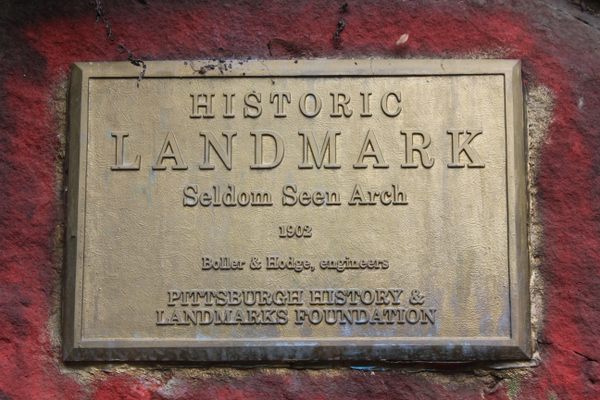 HISTORIC
LANDMARK
Seldom Seen Arch
1902
Boller & Hodge, engineers
PITTSBURGH HISTORY &
LANDMARKS FOUNDATION